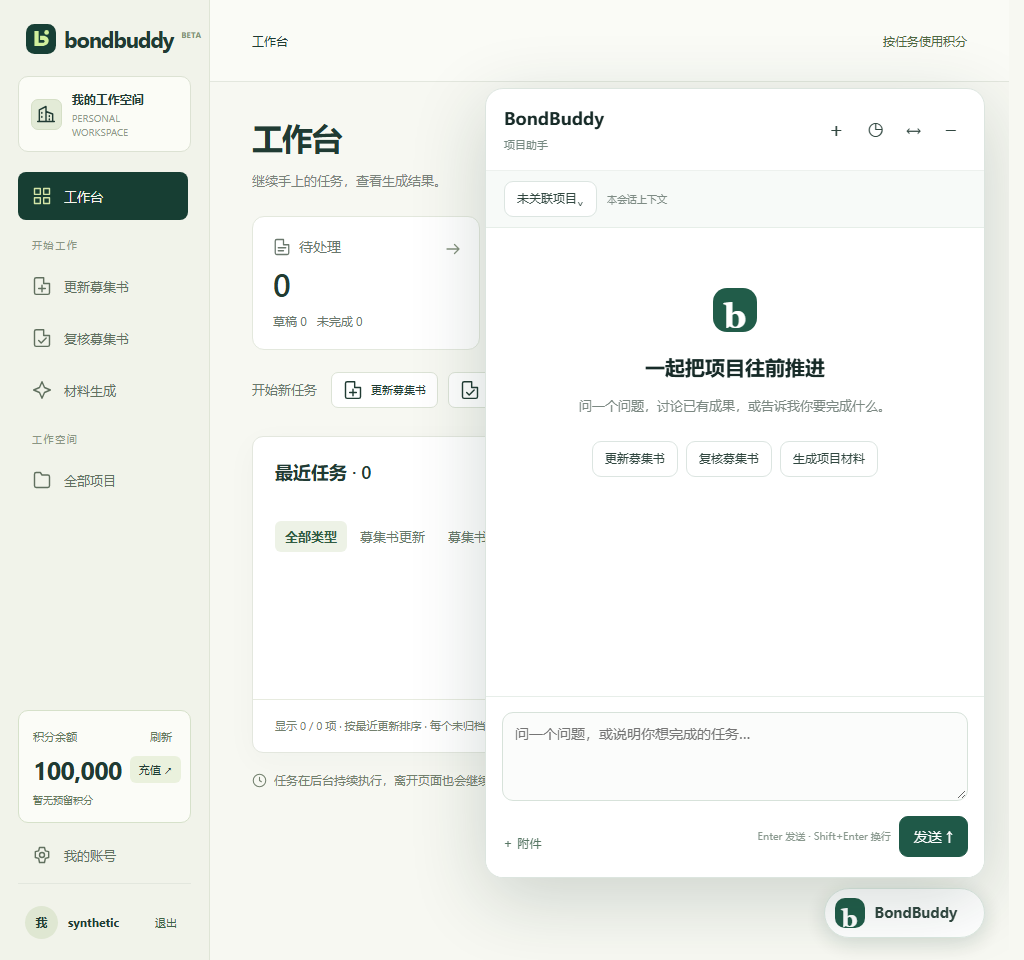 bondbuddy BETA
我的工作空间
PERSONAL
WORKSPACE
工作台
开始工作
更新募集书
复核募集书
材料生成
工作空间
全部项目
积分余额 刷新
100,000 充值 ↗
暂无预留积分
我的账号
我 synthetic 退出
工作台 按任务使用积分
工作台
继续手上的任务，查看生成结果。
待处理 →
0
草稿 0 未完成 0
开始新任务 更新募集书
最近任务 · 0
全部类型 募集书更新 募集书
显示 0 / 0 项 · 按最近更新排序 · 每个未归档
任务在后台持续执行，离开页面也会继续
BondBuddy
项目助手
未关联项目 本会话上下文
b
一起把项目往前推进
问一个问题，讨论已有成果，或告诉我你要完成什么。
更新募集书 复核募集书 生成项目材料
问一个问题，或说明你想完成的任务...
+ 附件 Enter 发送 · Shift+Enter 换行 发送 ↑
b BondBuddy